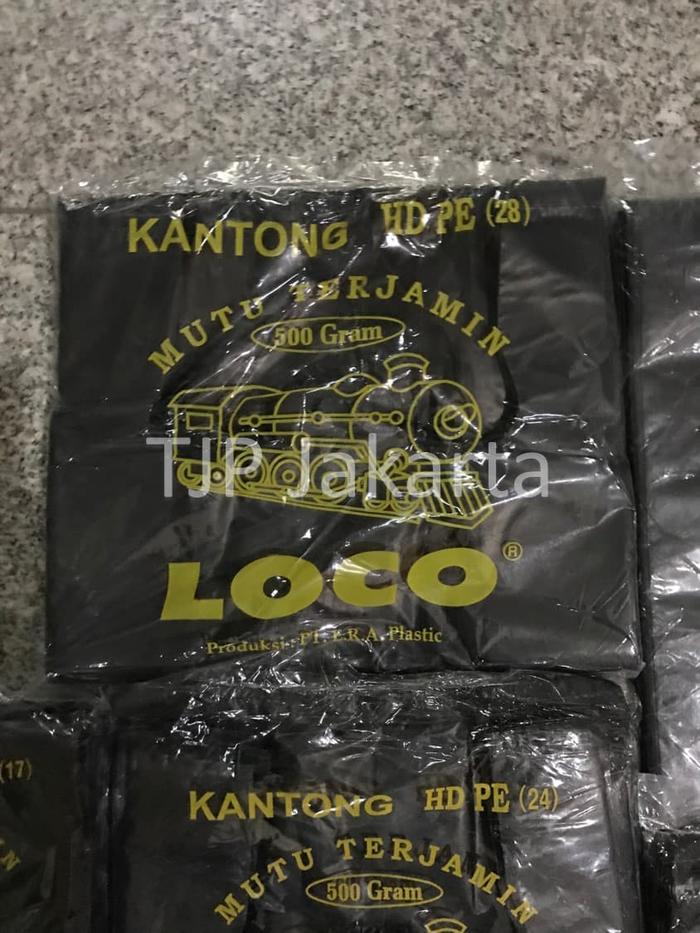 KANTONG HD PE (28)
MUTU TERJAMIN
500 Gram
TJP Jakarta
LOCO®
Produksi : PT. E.R.A. Plastic
(17)
KANTONG HD PE (24)
MUTU TERJAMIN
500 Gram